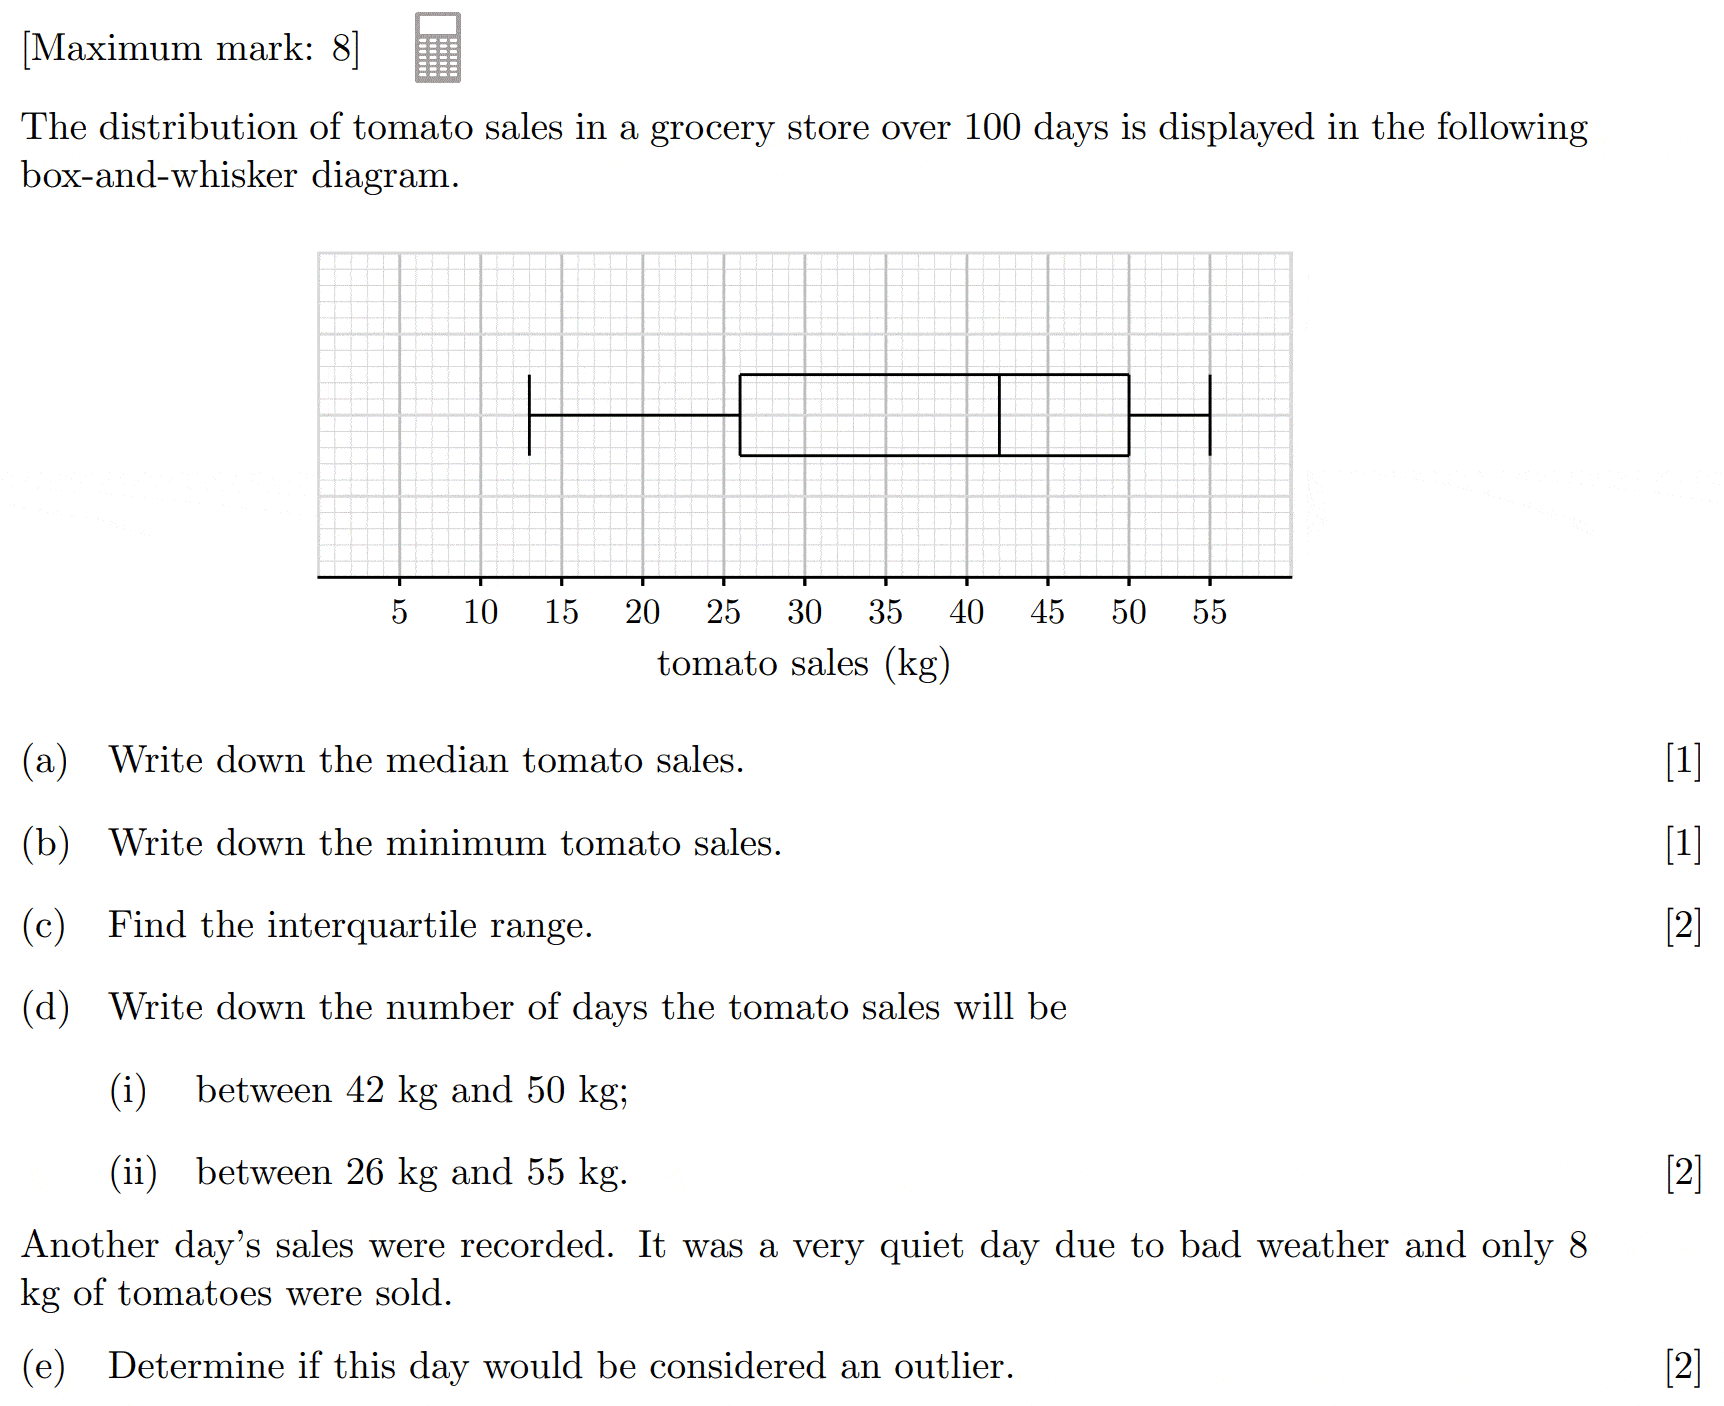 [Maximum mark: 8]
The distribution of tomato sales in a grocery store over 100 days is displayed in the following
box-and-whisker diagram.
5 10 15 20 25 30 35 40 45 50 55
tomato sales (kg)
(a) Write down the median tomato sales. [1]
(b) Write down the minimum tomato sales. [1]
(c) Find the interquartile range. [2]
(d) Write down the number of days the tomato sales will be
(i) between 42 kg and 50 kg;
(ii) between 26 kg and 55 kg. [2]
Another day's sales were recorded. It was a very quiet day due to bad weather and only 8
kg of tomatoes were sold.
(e) Determine if this day would be considered an outlier. [2]